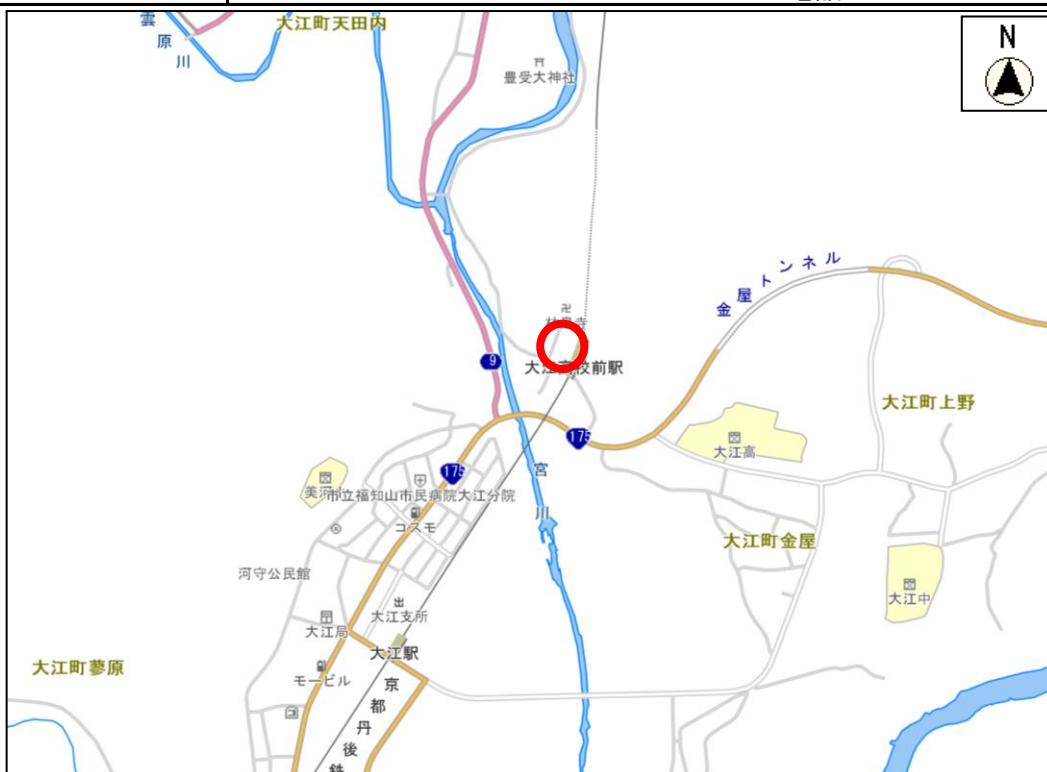 大江町天田内
雲原川
豊受大神社
N
金屋トンネル
大江高校前駅
9
大江町上野
175
大江高
175
宮川
市立福知山市民病院大江分院
コスモ
大江町金屋
河守公民館
大江中
大江支所
大江局
大江駅
大江町蓼原
モービル
京都丹後鉄